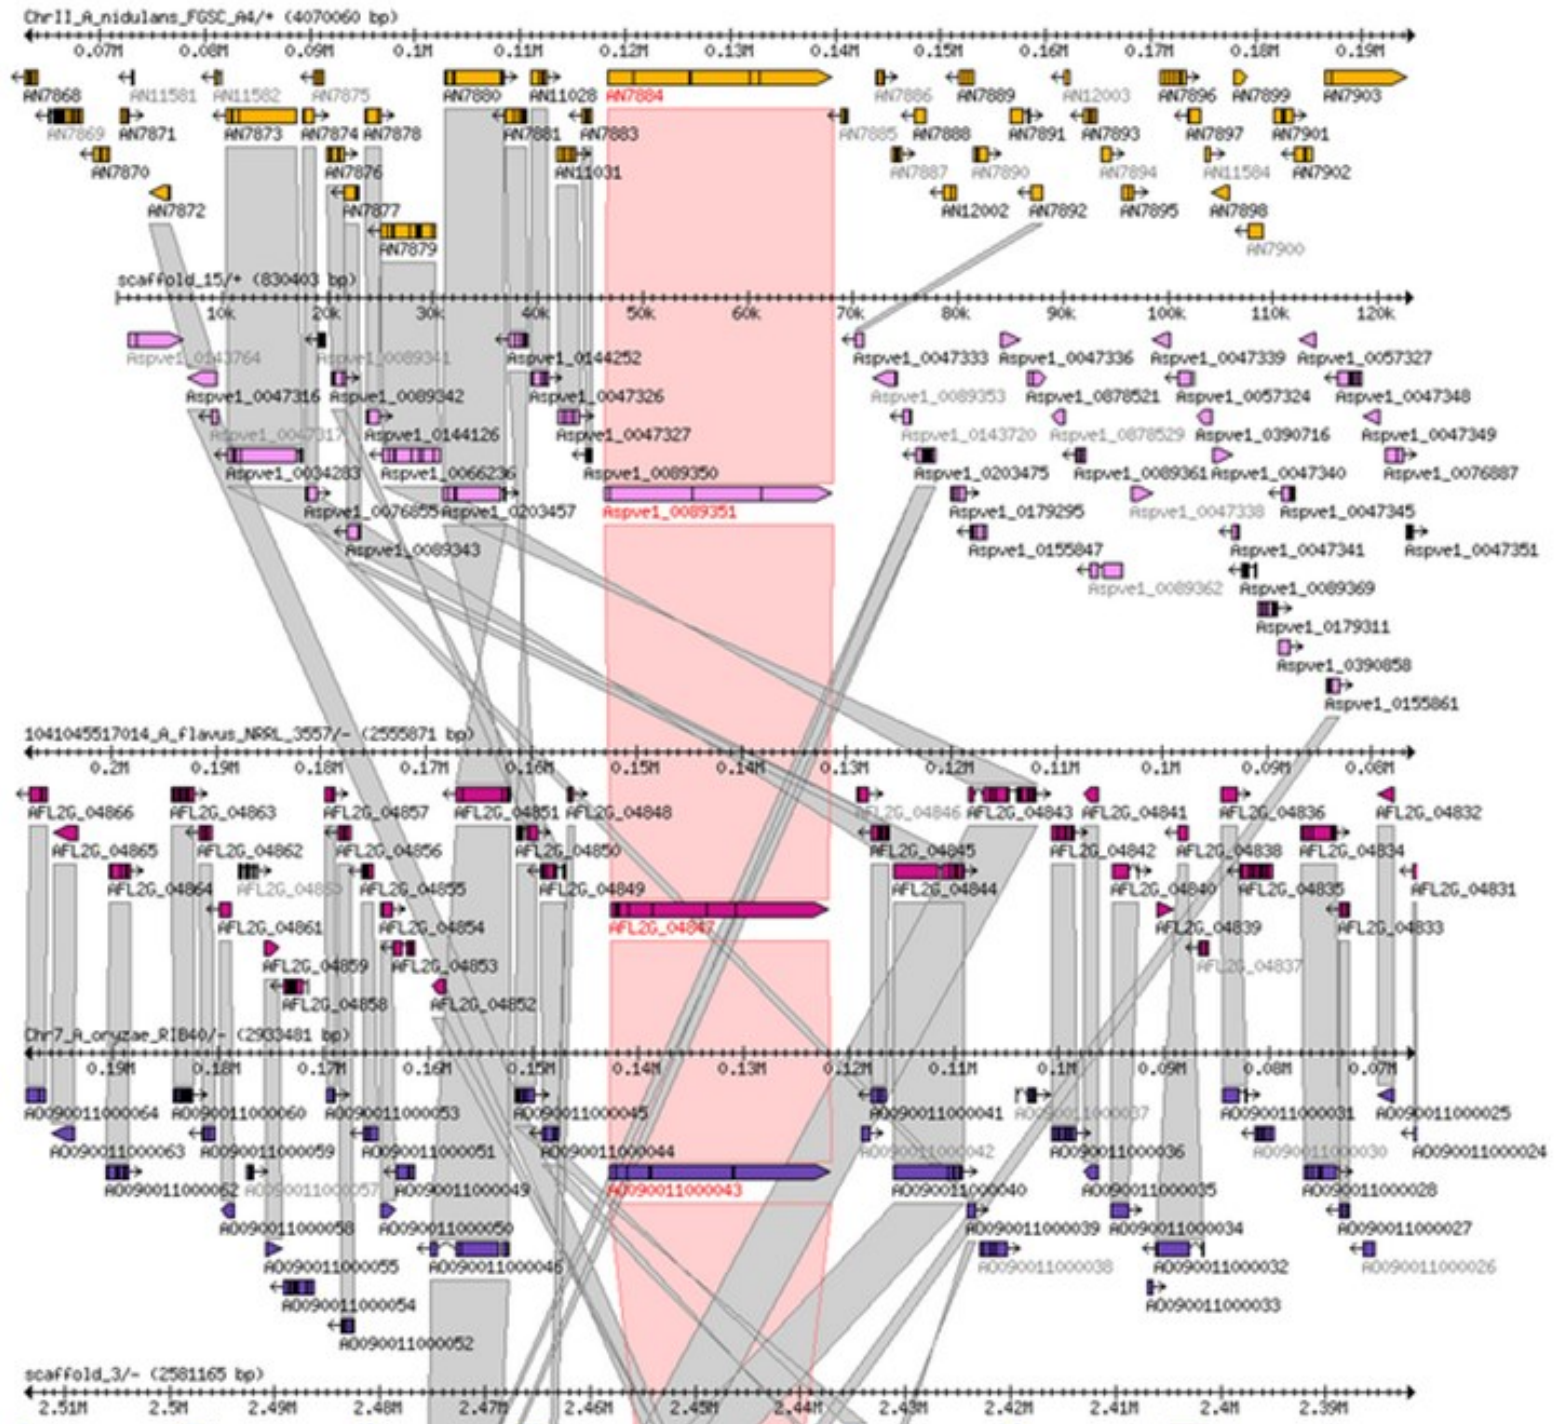 ChrII_A_nidulans_FGSC_A4/+ (4070060 bp)
0.07M 0.08M 0.09M 0.1M 0.11M 0.12M 0.13M 0.14M 0.15M 0.16M 0.17M 0.18M 0.19M
AN7868 AN11581 AN11582 AN7875 AN7880 AN11028 AN7884 AN7886 AN7889 AN12003 AN7896 AN7899 AN7903
AN7869 AN7871 AN7873 AN7874 AN7878 AN7881 AN7883 AN7885 AN7888 AN7891 AN7893 AN7897 AN7901
AN7870 AN7876 AN11031 AN7887 AN7890 AN7894 AN11584 AN7902
AN7872 AN7877 AN12002 AN7892 AN7895 AN7898
AN7879 AN7900
scaffold_15/+ (830403 bp)
10k 20k 30k 40k 50k 60k 70k 80k 90k 100k 110k 120k
Aspve1_0143764 Aspve1_0089341 Aspve1_0144252 Aspve1_0047333 Aspve1_0047336 Aspve1_0047339 Aspve1_0057327
Aspve1_0047316 Aspve1_0089342 Aspve1_0047326 Aspve1_0089353 Aspve1_0878521 Aspve1_0057324 Aspve1_0047348
Aspve1_0047317 Aspve1_0144126 Aspve1_0047327 Aspve1_0143720 Aspve1_0878529 Aspve1_0390716 Aspve1_0047349
Aspve1_0034283 Aspve1_0066236 Aspve1_0089350 Aspve1_0203475 Aspve1_0089361 Aspve1_0047340 Aspve1_0076887
Aspve1_0076855 Aspve1_0203457 Aspve1_0089351 Aspve1_0179295 Aspve1_0047338 Aspve1_0047345
Aspve1_0089343 Aspve1_0155847 Aspve1_0047341 Aspve1_0047351
Aspve1_0089362 Aspve1_0089369
Aspve1_0179311
Aspve1_0390858
Aspve1_0155861
1041045517014_A_flavus_NRRL_3557/- (2555871 bp)
0.2M 0.19M 0.18M 0.17M 0.16M 0.15M 0.14M 0.13M 0.12M 0.11M 0.1M 0.09M 0.08M
AFL2G_04866 AFL2G_04863 AFL2G_04857 AFL2G_04851 AFL2G_04848 AFL2G_04846 AFL2G_04843 AFL2G_04841 AFL2G_04836 AFL2G_04832
AFL2G_04865 AFL2G_04862 AFL2G_04856 AFL2G_04850 AFL2G_04845 AFL2G_04842 AFL2G_04838 AFL2G_04834
AFL2G_04864 AFL2G_04860 AFL2G_04855 AFL2G_04849 AFL2G_04844 AFL2G_04840 AFL2G_04835 AFL2G_04831
AFL2G_04861 AFL2G_04854 AFL2G_04847 AFL2G_04839 AFL2G_04833
AFL2G_04859 AFL2G_04853 AFL2G_04837
AFL2G_04858 AFL2G_04852
Chr7_A_oryzae_RIB40/- (2933481 bp)
0.19M 0.18M 0.17M 0.16M 0.15M 0.14M 0.13M 0.12M 0.11M 0.1M 0.09M 0.08M 0.07M
AO090011000064 AO090011000060 AO090011000053 AO090011000045 AO090011000041 AO090011000037 AO090011000031 AO090011000025
AO090011000063 AO090011000059 AO090011000051 AO090011000044 AO090011000042 AO090011000036 AO090011000030 AO090011000024
AO090011000062 AO090011000057 AO090011000049 AO090011000043 AO090011000040 AO090011000035 AO090011000028
AO090011000058 AO090011000050 AO090011000039 AO090011000034 AO090011000027
AO090011000055 AO090011000046 AO090011000038 AO090011000032 AO090011000026
AO090011000054 AO090011000033
AO090011000052
scaffold_3/- (2581165 bp)
2.51M 2.5M 2.49M 2.48M 2.47M 2.46M 2.45M 2.44M 2.43M 2.42M 2.41M 2.4M 2.39M